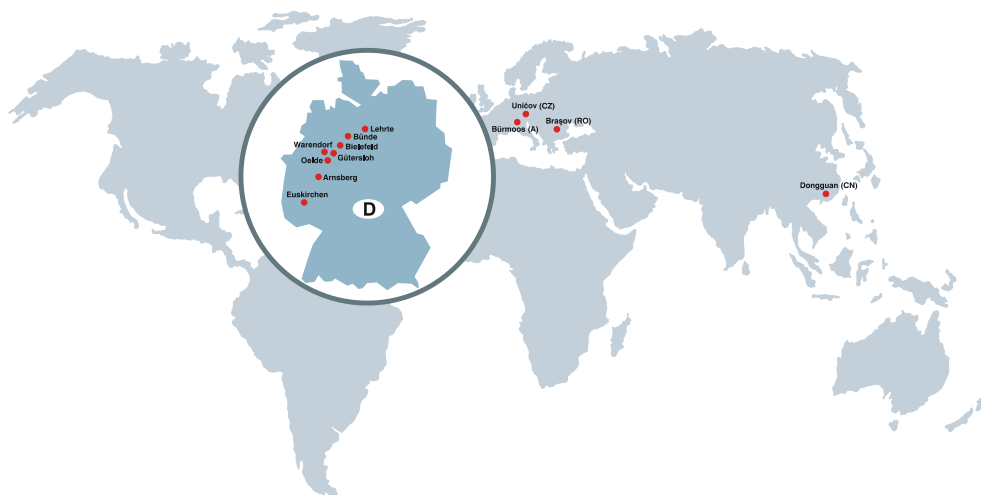 Lehrte
Bünde
Warendorf
Bielefeld
Gütersloh
Oelde
Arnsberg
Euskirchen
D
Uničov (CZ)
Brașov (RO)
Bürmoos (A)
Dongguan (CN)